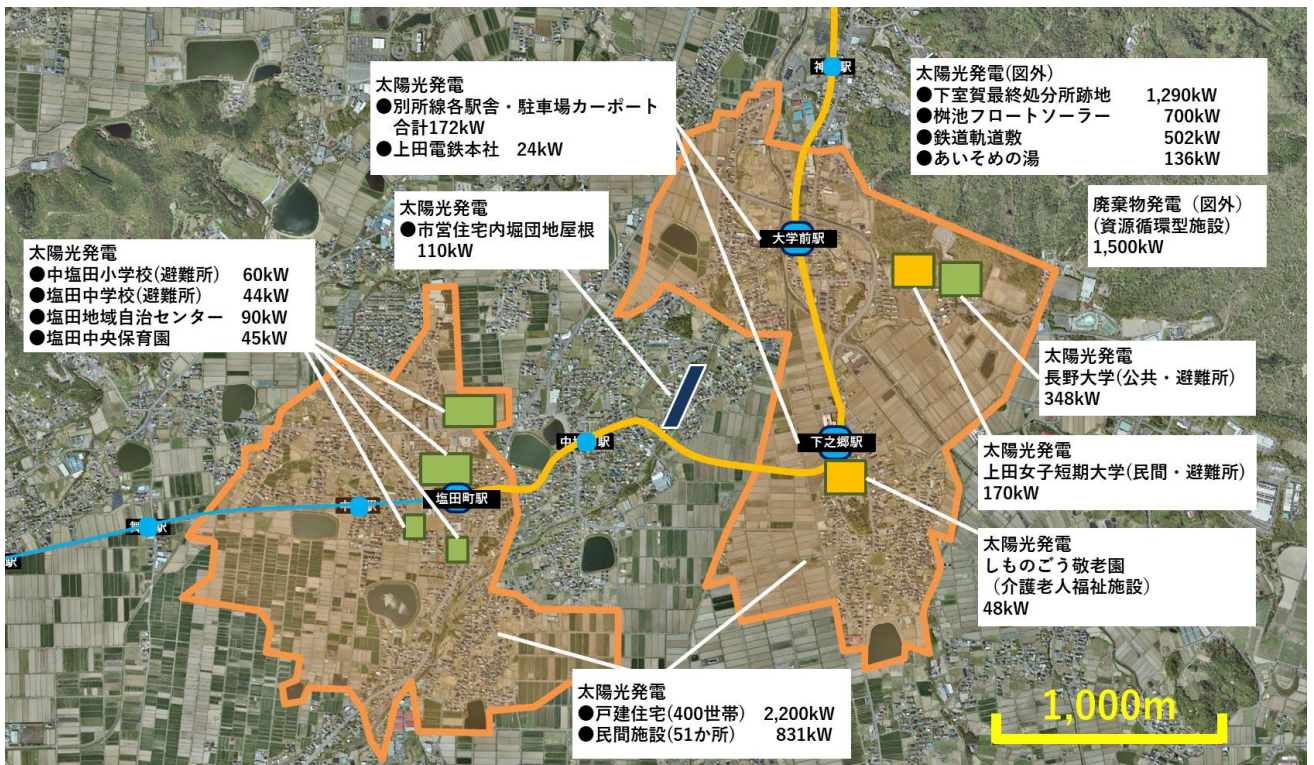 太陽光発電
●別所線各駅舎・駐車場カーポート
合計172kW
●上田電鉄本社 24kW
太陽光発電(図外)
●下室賀最終処分所跡地 1,290kW
●桝池フロートソーラー 700kW
●鉄道軌道敷 502kW
●あいそめの湯 136kW
廃棄物発電（図外）
(資源循環型施設)
1,500kW
太陽光発電
●市営住宅内堀団地屋根
110kW
太陽光発電
●中塩田小学校(避難所) 60kW
●塩田中学校(避難所) 44kW
●塩田地域自治センター 90kW
●塩田中央保育園 45kW
大学前駅
太陽光発電
長野大学(公共・避難所)
348kW
下之郷駅
太陽光発電
上田女子短期大学(民間・避難所)
170kW
塩田町駅
太陽光発電
しものごう敬老園
（介護老人福祉施設）
48kW
駅
太陽光発電
●戸建住宅(400世帯) 2,200kW
●民間施設(51か所) 831kW
1,000m